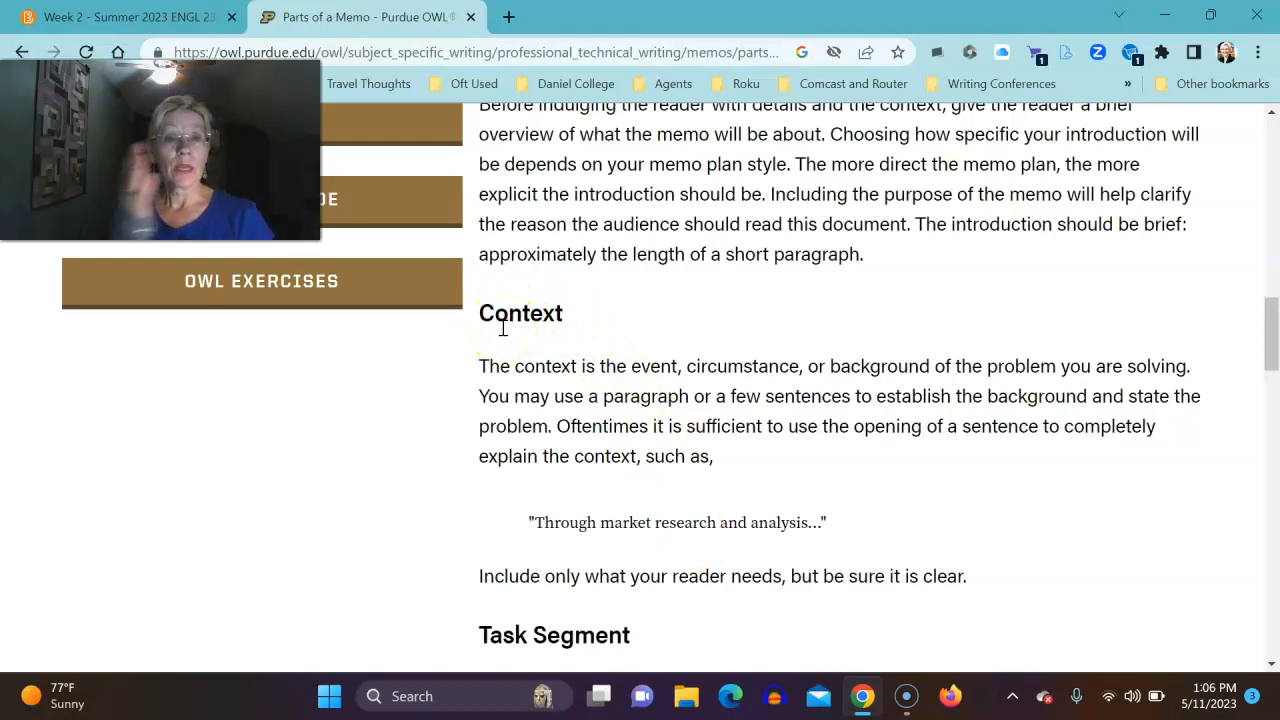 Week 2 - Summer 2023 ENGL 23
Parts of a Memo - Purdue OWL®
https://owl.purdue.edu/owl/subject_specific_writing/professional_technical_writing/memos/parts...
1
1
Travel Thoughts
Oft Used
Daniel College
Agents
Roku
Comcast and Router
Writing Conferences
»
Other bookmarks
Before indulging the reader with details and the context, give the reader a brief
overview of what the memo will be about. Choosing how specific your introduction will
be depends on your memo plan style. The more direct the memo plan, the more
explicit the introduction should be. Including the purpose of the memo will help clarify
the reason the audience should read this document. The introduction should be brief:
approximately the length of a short paragraph.
DE
OWL EXERCISES
Context
The context is the event, circumstance, or background of the problem you are solving.
You may use a paragraph or a few sentences to establish the background and state the
problem. Oftentimes it is sufficient to use the opening of a sentence to completely
explain the context, such as,
"Through market research and analysis..."
Include only what your reader needs, but be sure it is clear.
Task Segment
77°F
Sunny
Search
1:06 PM
5/11/2023
3